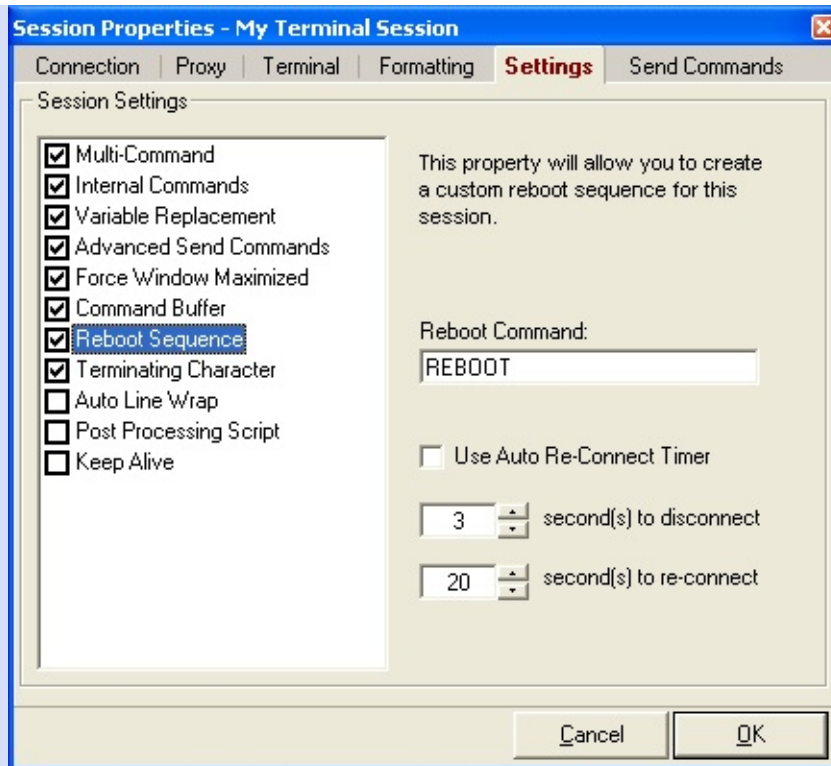 Session Properties - My Terminal Session
Connection | Proxy | Terminal | Formatting Settings Send Commands
Session Settings
Multi-Command
Internal Commands
Variable Replacement
Advanced Send Commands
Force Window Maximized
Command Buffer
Reboot Sequence
Terminating Character
Auto Line Wrap
Post Processing Script
Keep Alive
This property will allow you to create
a custom reboot sequence for this
session.
Reboot Command:
REBOOT
Use Auto Re-Connect Timer
3 second(s) to disconnect
20 second(s) to re-connect
Cancel OK